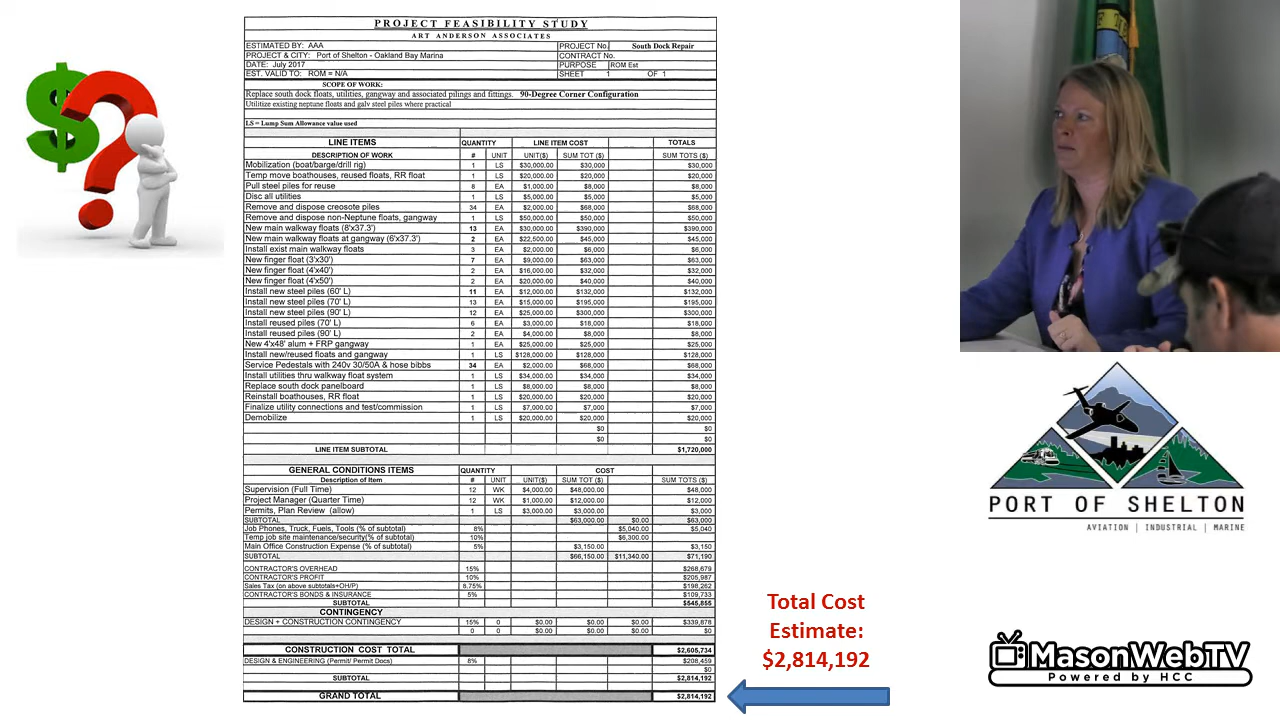 PROJECT FEASIBILITY STUDY
ART ANDERSON ASSOCIATES
ESTIMATED BY: AAA PROJECT No. South Dock Repair
PROJECT & CITY: Port of Shelton - Oakland Bay Marina CONTRACT No.
DATE: July 2017 PURPOSE ROM Est
EST. VALID TO: ROM = N/A SHEET 1 OF 1
SCOPE OF WORK:
Replace south dock floats, utilities, gangway and associated pilings and fittings. 90-Degree Corner Configuration
Utilitize existing neptune floats and galv steel piles where practical
LS = Lump Sum Allowance value used
LINE ITEMS QUANTITY LINE ITEM COST TOTALS
DESCRIPTION OF WORK # UNIT UNIT($) SUM TOT ($) SUM TOTS ($)
Mobilization (boat/barge/drill rig) 1 LS $30,000.00 $30,000 $30,000
Temp move boathouses, reused floats, RR float 1 LS $20,000.00 $20,000 $20,000
Pull steel piles for reuse 8 EA $1,000.00 $8,000 $8,000
Disc all utilities 1 LS $5,000.00 $5,000 $5,000
Remove and dispose creosote piles 34 EA $2,000.00 $68,000 $68,000
Remove and dispose non-Neptune floats, gangway 1 LS $50,000.00 $50,000 $50,000
New main walkway floats (8'x37.3') 13 EA $30,000.00 $390,000 $390,000
New main walkway floats at gangway (6'x37.3') 2 EA $22,500.00 $45,000 $45,000
Install exist main walkway floats 3 EA $2,000.00 $6,000 $6,000
New finger float (3'x30') 7 EA $9,000.00 $63,000 $63,000
New finger float (4'x40') 2 EA $16,000.00 $32,000 $32,000
New finger float (4'x50') 2 EA $20,000.00 $40,000 $40,000
Install new steel piles (60' L) 11 EA $12,000.00 $132,000 $132,000
Install new steel piles (70' L) 13 EA $15,000.00 $195,000 $195,000
Install new steel piles (90' L) 12 EA $25,000.00 $300,000 $300,000
Install reused piles (70' L) 6 EA $3,000.00 $18,000 $18,000
Install reused piles (90' L) 2 EA $4,000.00 $8,000 $8,000
New 4'x48' alum + FRP gangway 1 EA $25,000.00 $25,000 $25,000
Install new/reused floats and gangway 1 LS $128,000.00 $128,000 $128,000
Service Pedestals with 240v 30/50A & hose bibbs 34 EA $2,000.00 $68,000 $68,000
Install utilities thru walkway float system 1 LS $34,000.00 $34,000 $34,000
Replace south dock panelboard 1 LS $8,000.00 $8,000 $8,000
Reinstall boathouses, RR float 1 LS $20,000.00 $20,000 $20,000
Finalize utility connections and test/commission 1 LS $7,000.00 $7,000 $7,000
Demobilize 1 LS $20,000.00 $20,000 $20,000
$0 $0
$0 $0
LINE ITEM SUBTOTAL $1,720,000
GENERAL CONDITIONS ITEMS QUANTITY COST
Description of Item # UNIT UNIT($) SUM TOT ($) SUM TOTS ($)
Supervision (Full Time) 12 WK $4,000.00 $48,000.00 $48,000
Project Manager (Quarter Time) 12 WK $1,000.00 $12,000.00 $12,000
Permits, Plan Review (allow) 1 LS $3,000.00 $3,000.00 $3,000
SUBTOTAL $63,000.00 $0.00 $63,000
Job Phones, Truck, Fuels, Tools (% of subtotal) 8% $5,040.00 $5,040
Temp job site maintenance/security(% of subtotal) 10% $6,300.00
Main Office Construction Expense (% of subtotal) 5% $3,150.00 $3,150
SUBTOTAL $66,150.00 $11,340.00 $71,190
CONTRACTOR'S OVERHEAD 15% $268,679
CONTRACTOR'S PROFIT 10% $205,987
Sales Tax (on above subtotals+OH/P) 8.75% $198,262
CONTRACTOR'S BONDS & INSURANCE 5% $109,733
SUBTOTAL $545,855
CONTINGENCY
DESIGN + CONSTRUCTION CONTINGENCY 15% 0 $0.00 $0.00 $0.00 $339,878
0 0 $0.00 $0.00 $0.00 $0
CONSTRUCTION COST TOTAL $2,605,734
DESIGN & ENGINEERING (Permit/ Permit Docs) 8% $208,459
$0
SUBTOTAL $2,814,192
GRAND TOTAL $2,814,192
Total Cost
Estimate:
$2,814,192
PORT OF SHELTON
AVIATION | INDUSTRIAL | MARINE
MasonWebTV
Powered by HCC